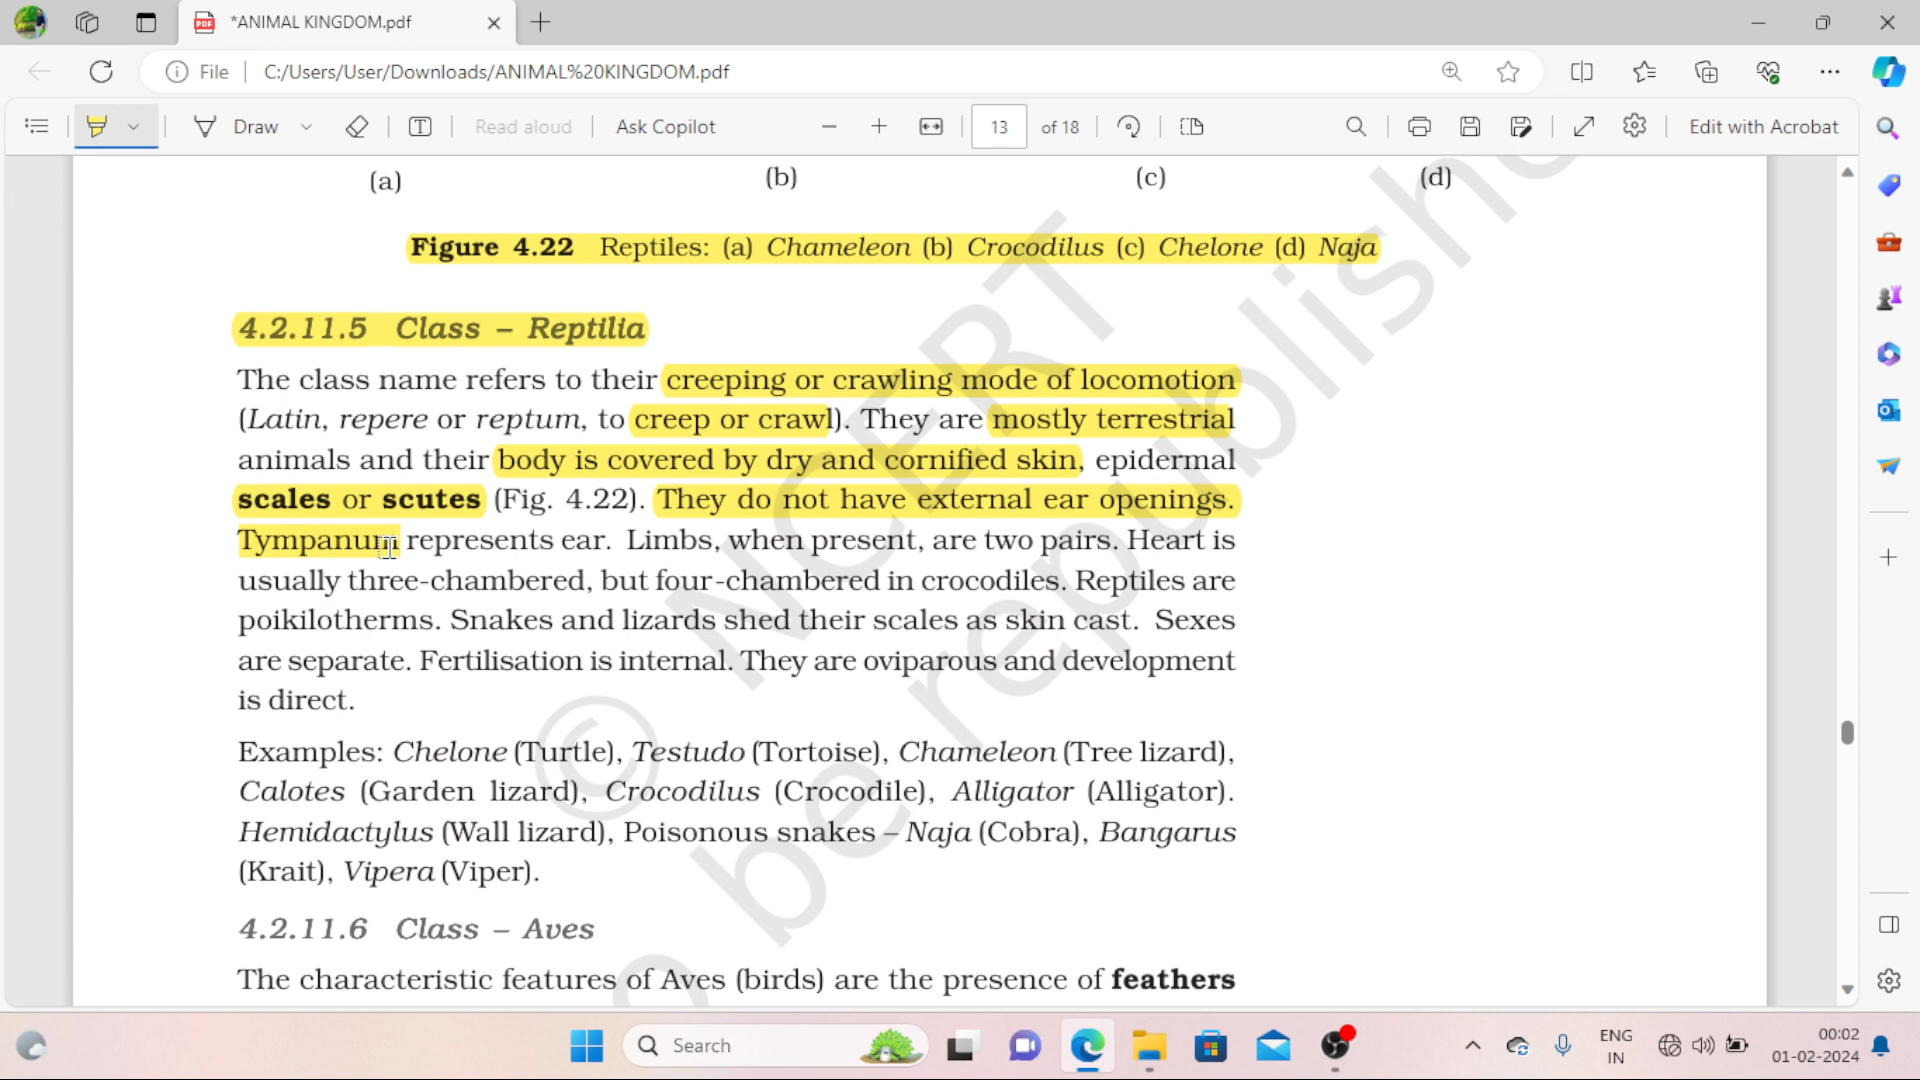 *ANIMAL KINGDOM.pdf
File C:/Users/User/Downloads/ANIMAL%20KINGDOM.pdf
Draw Read aloud Ask Copilot 13 of 18 Edit with Acrobat
(a) (b) (c) (d)
Figure 4.22 Reptiles: (a) Chameleon (b) Crocodilus (c) Chelone (d) Naja
4.2.11.5 Class – Reptilia
The class name refers to their creeping or crawling mode of locomotion
(Latin, repere or reptum, to creep or crawl). They are mostly terrestrial
animals and their body is covered by dry and cornified skin, epidermal
scales or scutes (Fig. 4.22). They do not have external ear openings.
Tympanum represents ear. Limbs, when present, are two pairs. Heart is
usually three-chambered, but four-chambered in crocodiles. Reptiles are
poikilotherms. Snakes and lizards shed their scales as skin cast. Sexes
are separate. Fertilisation is internal. They are oviparous and development
is direct.
Examples: Chelone (Turtle), Testudo (Tortoise), Chameleon (Tree lizard),
Calotes (Garden lizard), Crocodilus (Crocodile), Alligator (Alligator).
Hemidactylus (Wall lizard), Poisonous snakes – Naja (Cobra), Bangarus
(Krait), Vipera (Viper).
4.2.11.6 Class – Aves
The characteristic features of Aves (birds) are the presence of feathers
© NCERT
be republishe
Search
ENG
IN
00:02
01-02-2024